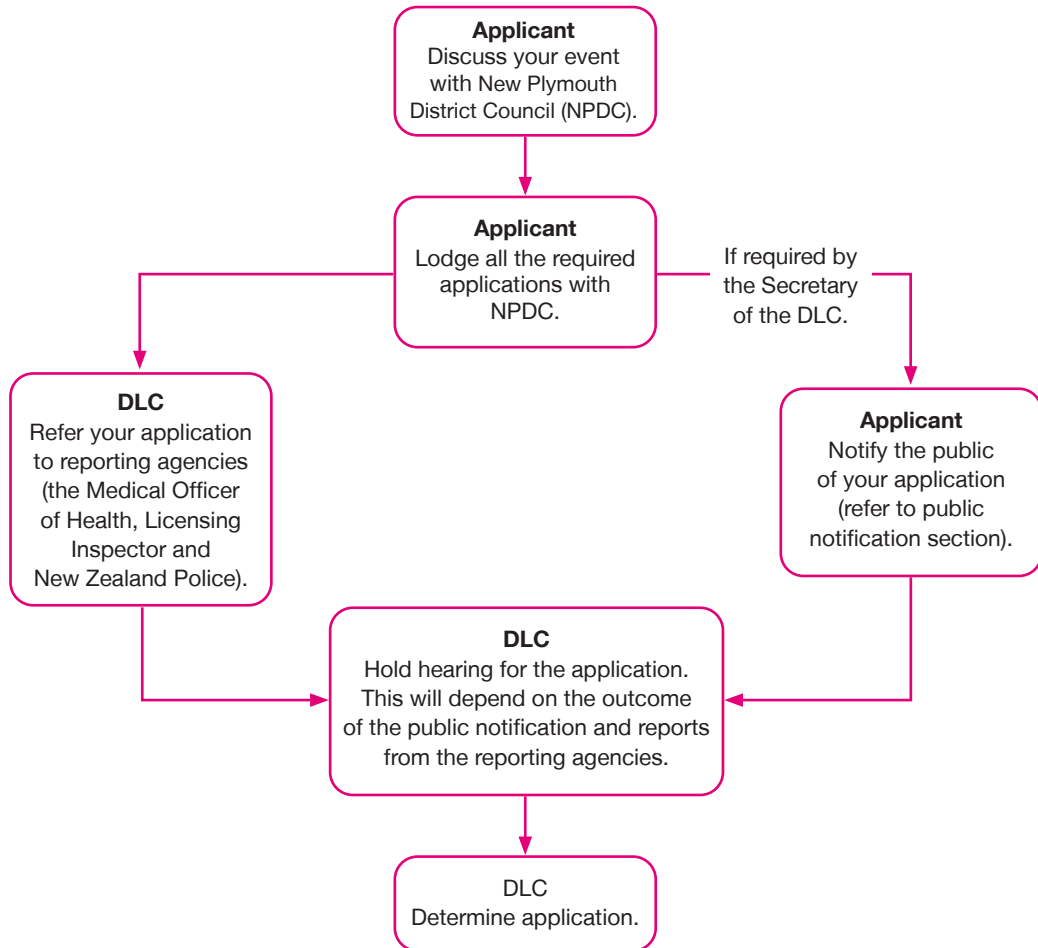 Applicant
Discuss your event
with New Plymouth
District Council (NPDC).
Applicant
Lodge all the required
applications with
NPDC.
If required by
the Secretary
of the DLC.
DLC
Refer your application
to reporting agencies
(the Medical Officer
of Health, Licensing
Inspector and
New Zealand Police).
Applicant
Notify the public
of your application
(refer to public
notification section).
DLC
Hold hearing for the application.
This will depend on the outcome
of the public notification and reports
from the reporting agencies.
DLC
Determine application.